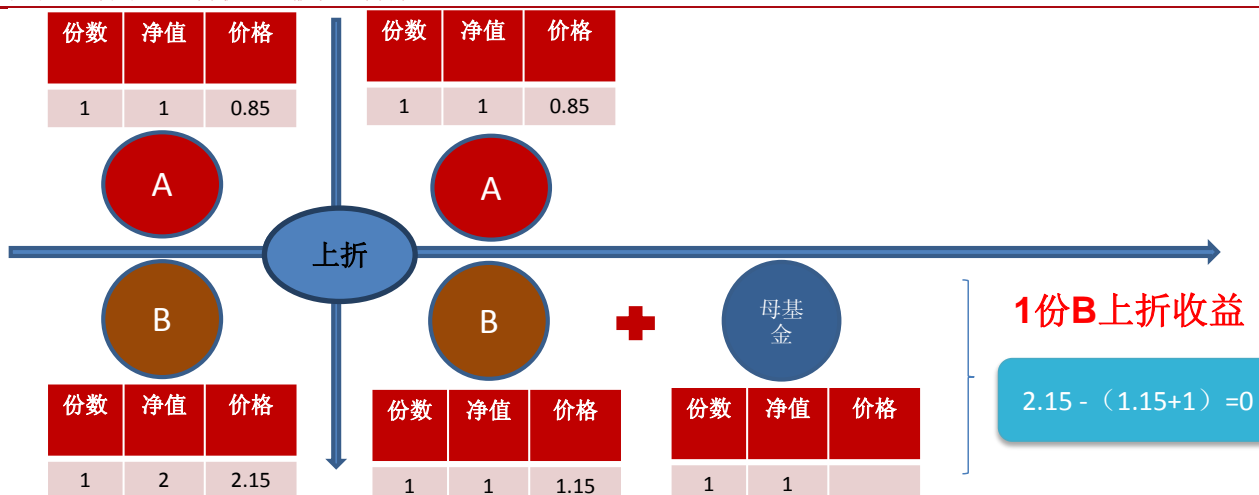 份数 净值 价格
1 1 0.85
份数 净值 价格
1 1 0.85
A
A
上折
B
B
母基
金
1份B上折收益
2.15 -（1.15+1）=0
份数 净值 价格
1 2 2.15
份数 净值 价格
1 1 1.15
份数 净值 价格
1 1